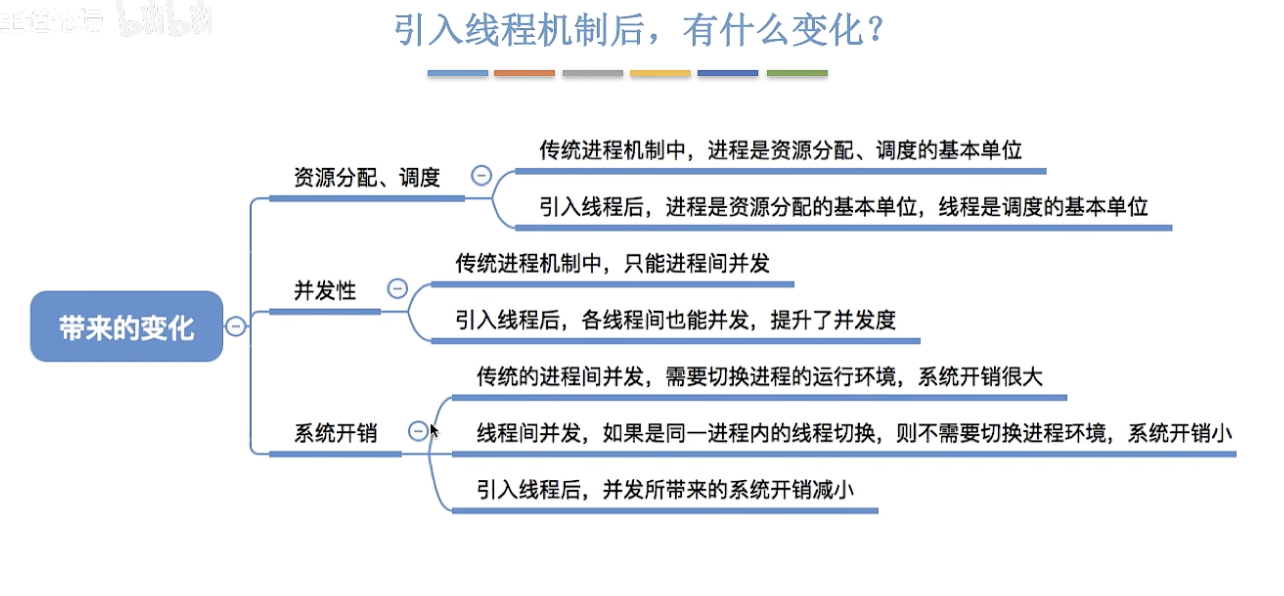 王道论坛 bilibili
引入线程机制后，有什么变化？
带来的变化
资源分配、调度
传统进程机制中，进程是资源分配、调度的基本单位
引入线程后，进程是资源分配的基本单位，线程是调度的基本单位
并发性
传统进程机制中，只能进程间并发
引入线程后，各线程间也能并发，提升了并发度
系统开销
传统的进程间并发，需要切换进程的运行环境，系统开销很大
线程间并发，如果是同一进程内的线程切换，则不需要切换进程环境，系统开销小
引入线程后，并发所带来的系统开销减小